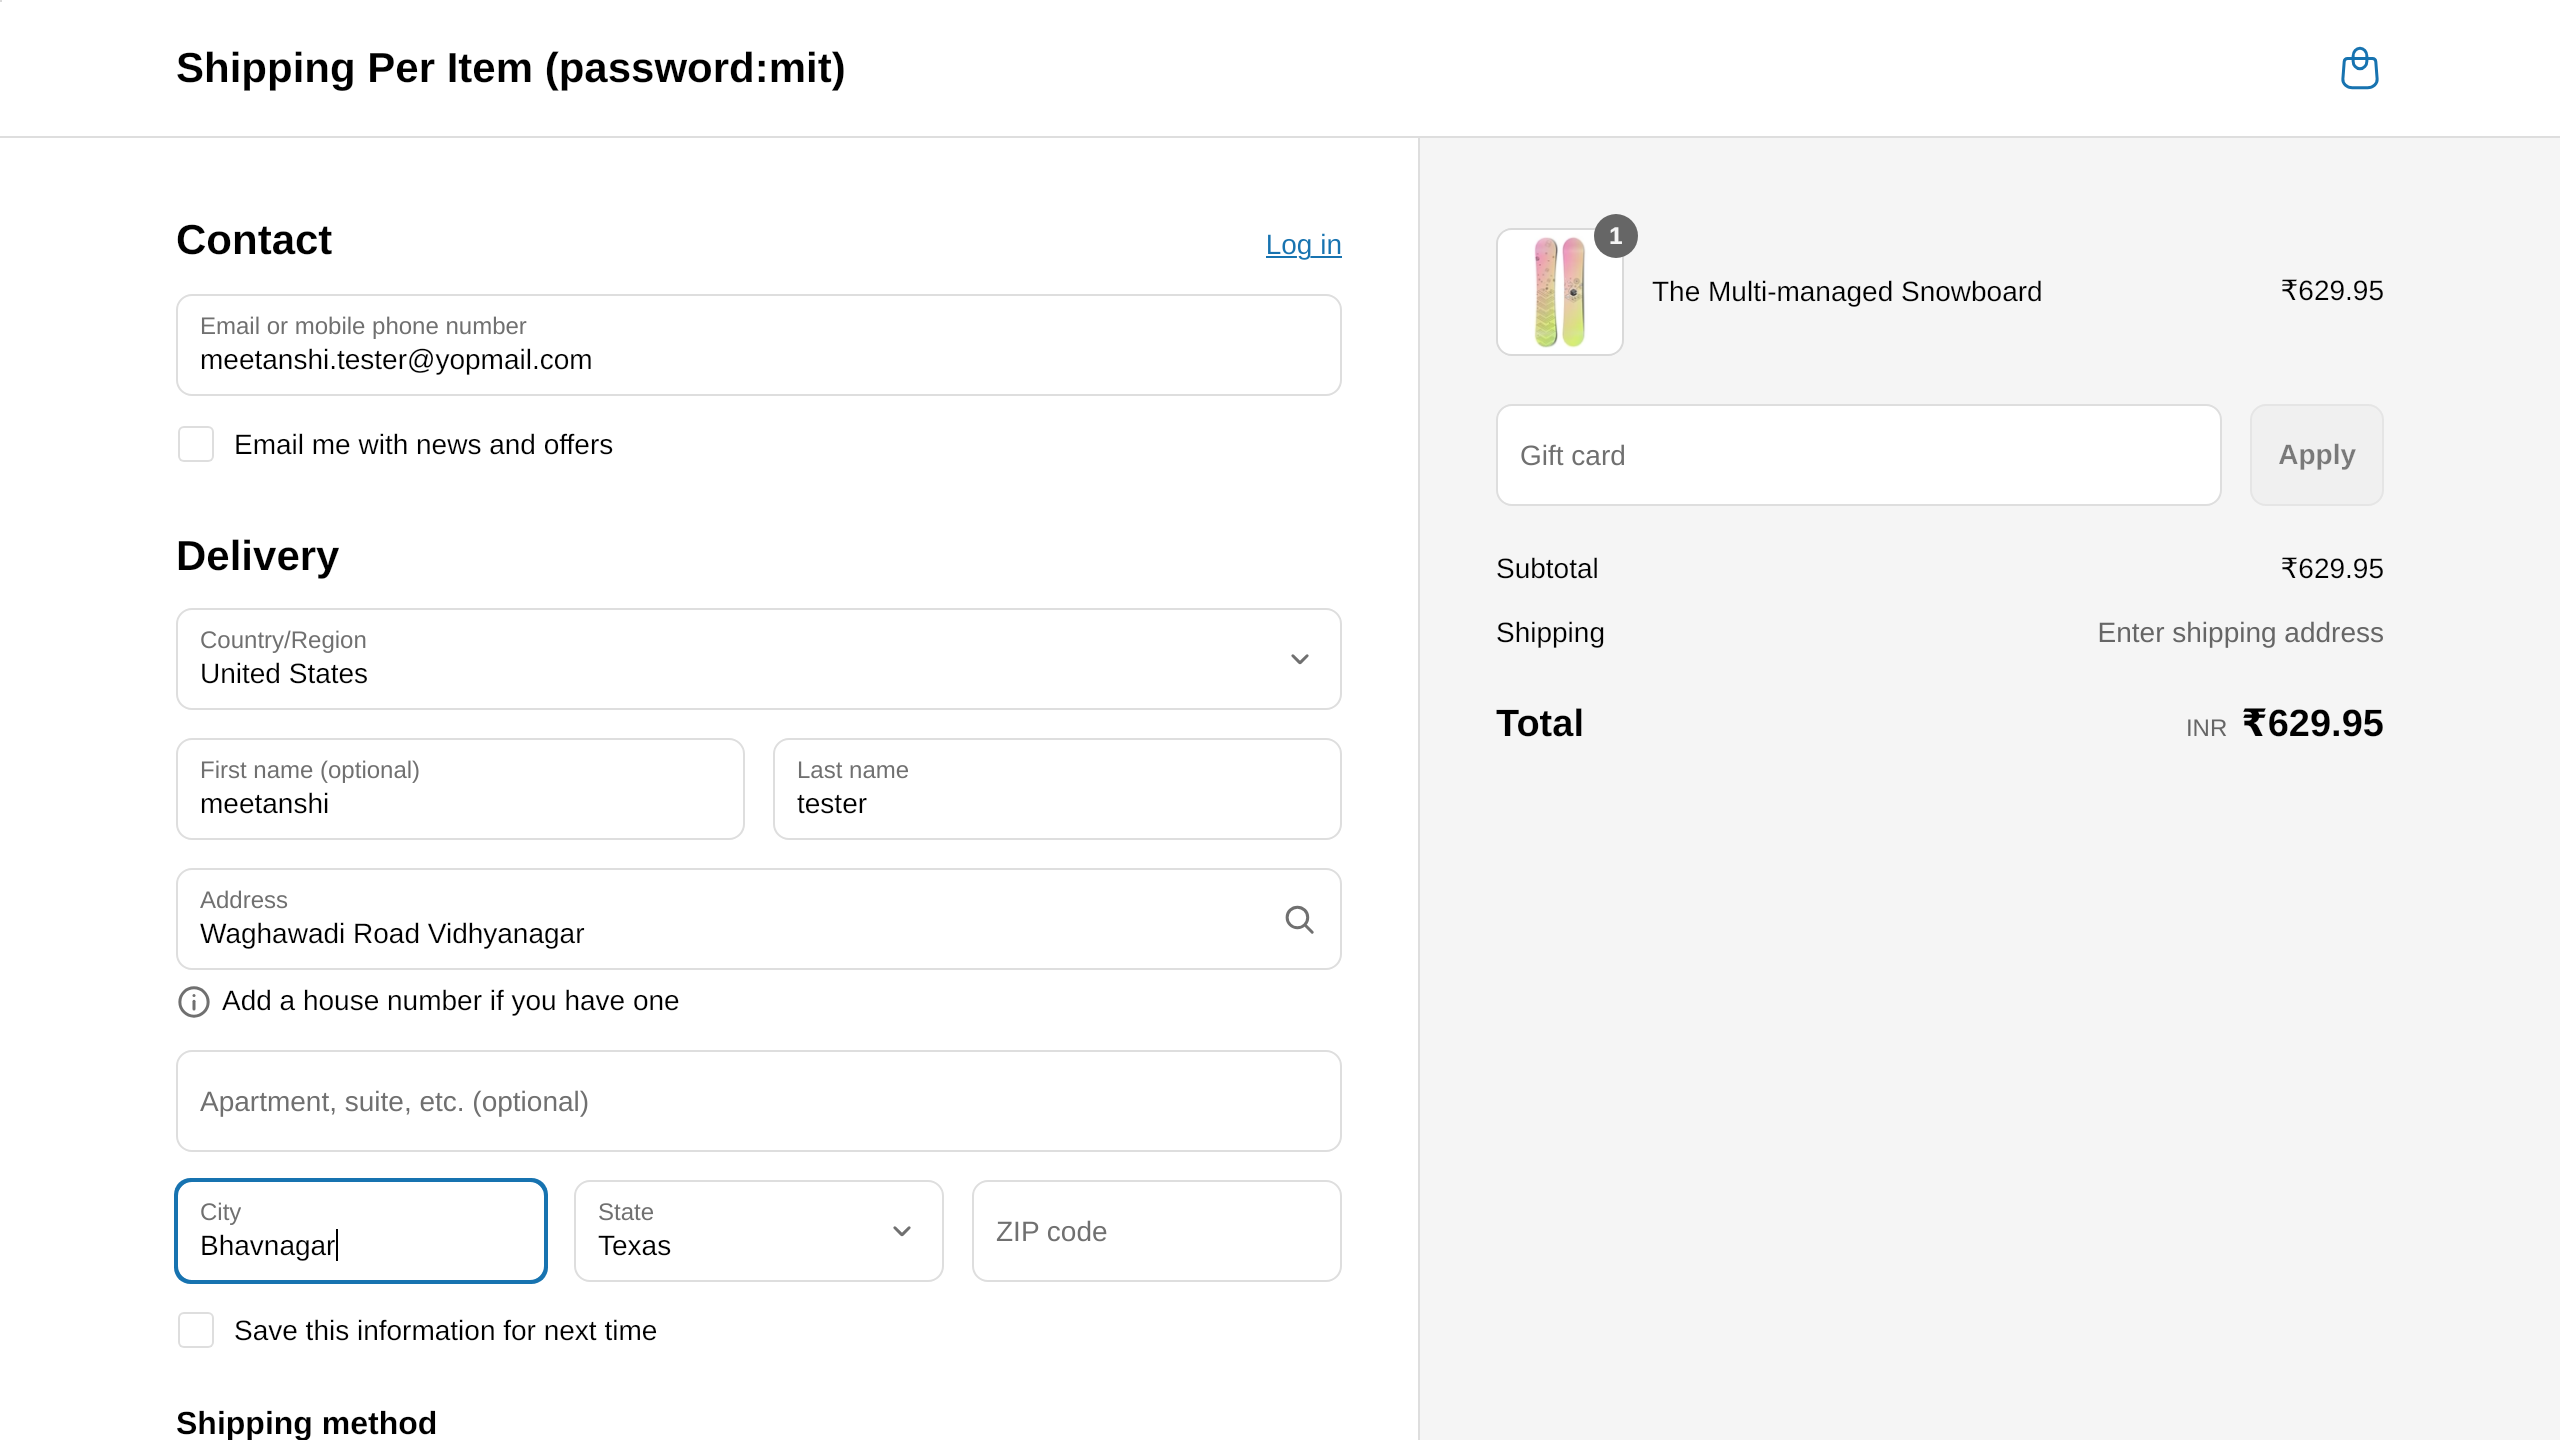 Shipping Per Item (password:mit)
Contact
Log in
Email or mobile phone number
meetanshi.tester@yopmail.com
Email me with news and offers
Delivery
Country/Region
United States
First name (optional)
meetanshi
Last name
tester
Address
Waghawadi Road Vidhyanagar
Add a house number if you have one
Apartment, suite, etc. (optional)
City
Bhavnagar
State
Texas
ZIP code
Save this information for next time
Shipping method
1
The Multi-managed Snowboard
₹629.95
Gift card
Apply
Subtotal
₹629.95
Shipping
Enter shipping address
Total
INR ₹629.95